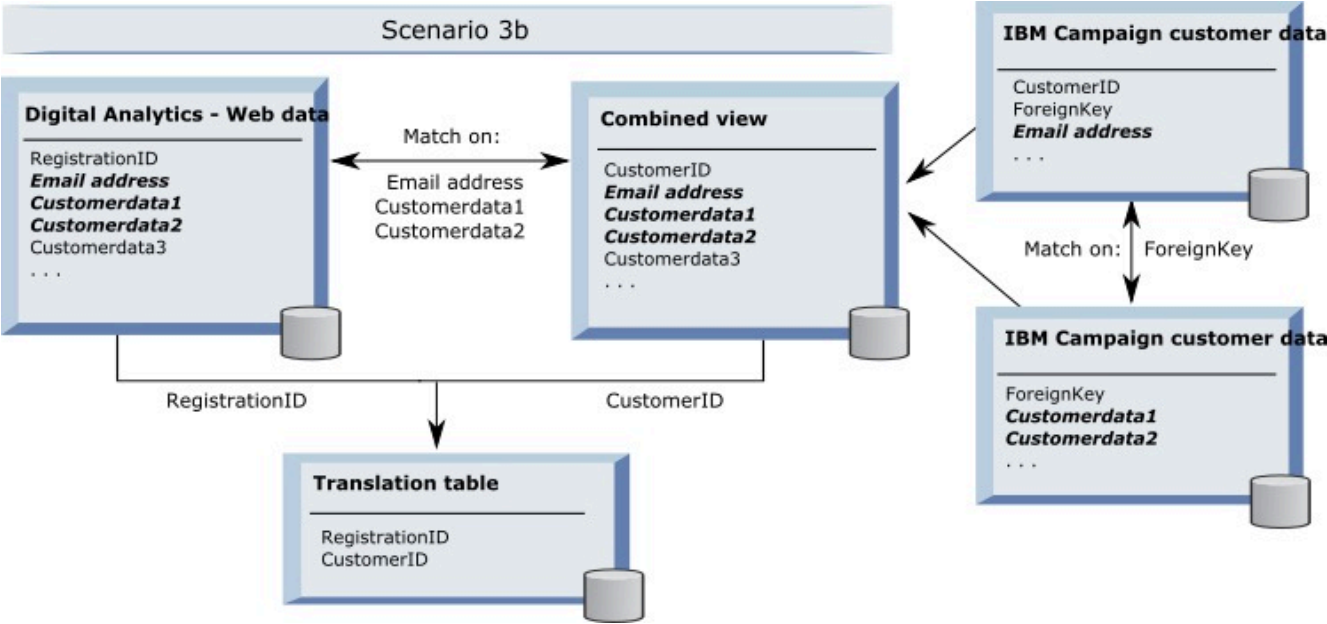 Scenario 3b
Digital Analytics - Web data
RegistrationID
Email address
Customerdata1
Customerdata2
Customerdata3
. . .
Match on:
Email address
Customerdata1
Customerdata2
Combined view
CustomerID
Email address
Customerdata1
Customerdata2
Customerdata3
. . .
IBM Campaign customer data
CustomerID
ForeignKey
Email address
. . .
Match on: ForeignKey
IBM Campaign customer data
ForeignKey
Customerdata1
Customerdata2
. . .
RegistrationID
CustomerID
Translation table
RegistrationID
CustomerID